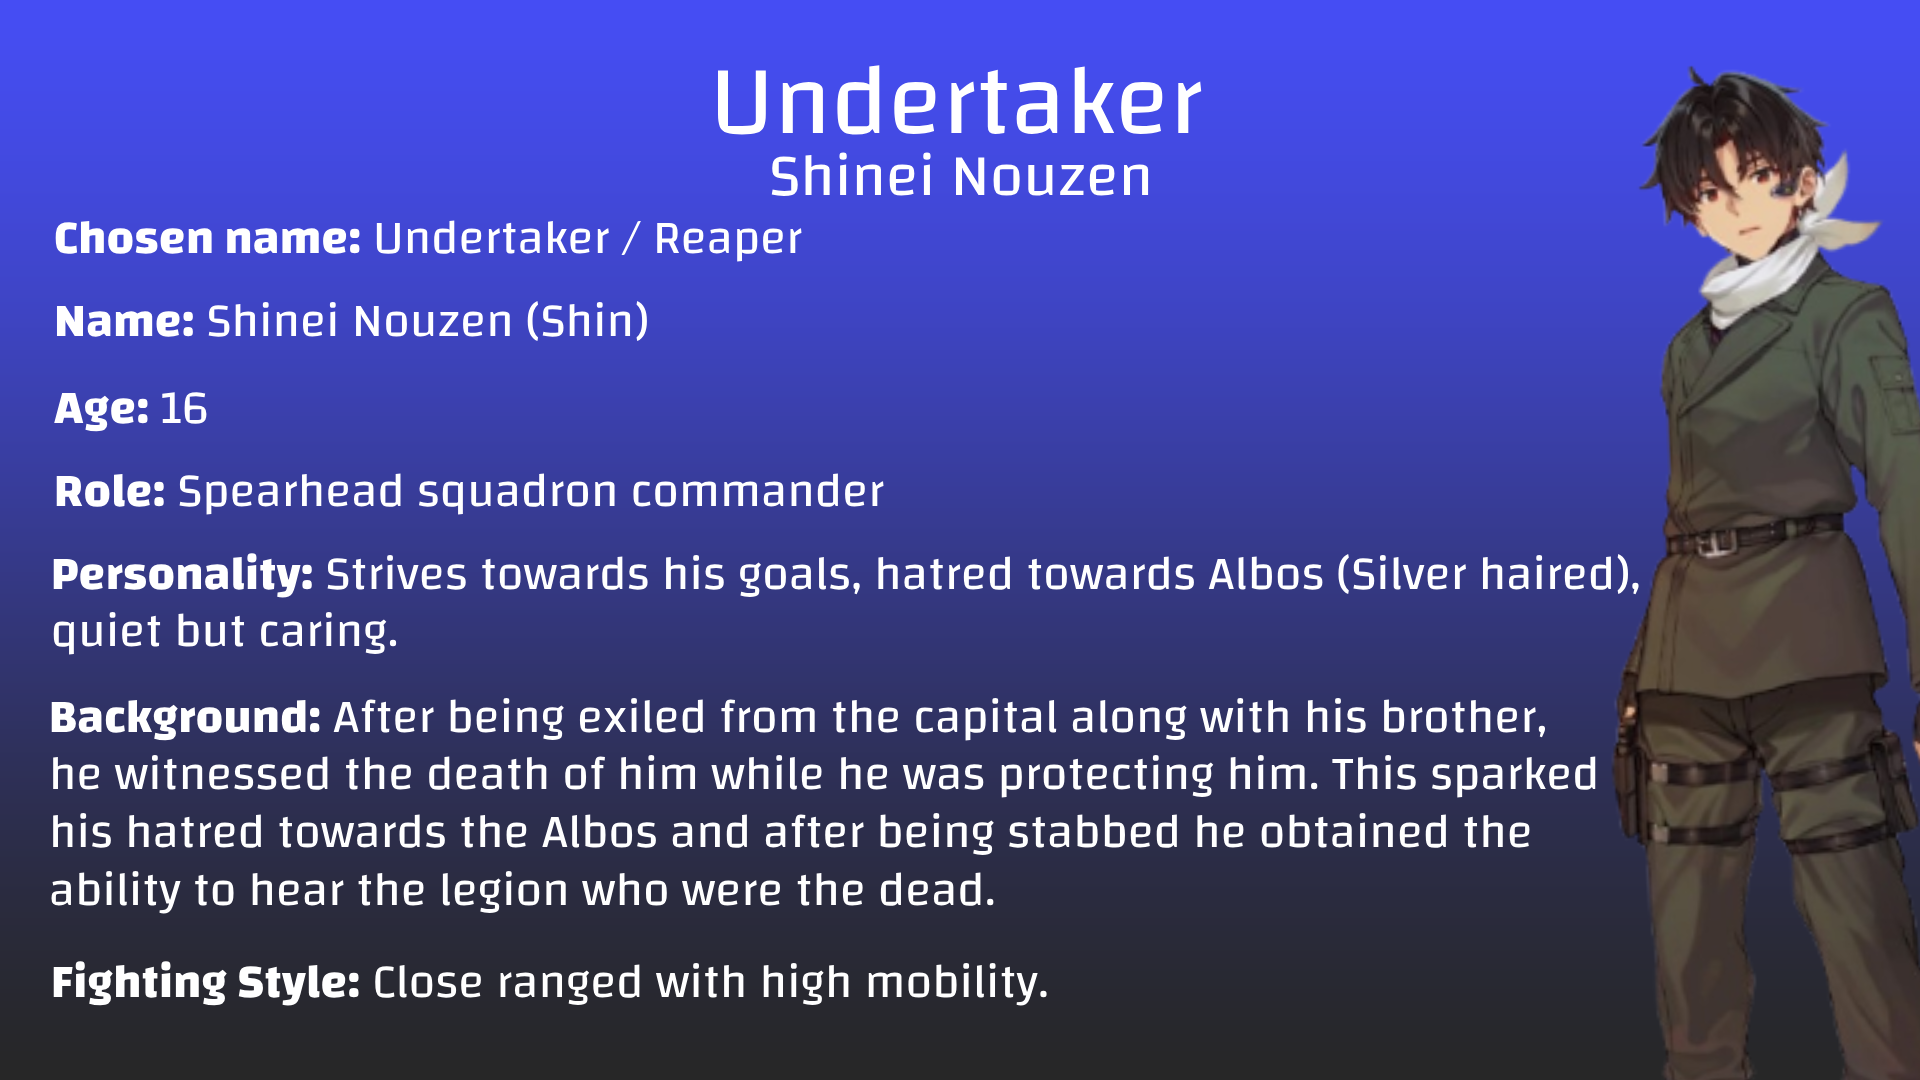 Undertaker
Shinei Nouzen
Chosen name: Undertaker / Reaper
Name: Shinei Nouzen (Shin)
Age: 16
Role: Spearhead squadron commander
Personality: Strives towards his goals, hatred towards Albos (Silver haired),
quiet but caring.
Background: After being exiled from the capital along with his brother,
he witnessed the death of him while he was protecting him. This sparked
his hatred towards the Albos and after being stabbed he obtained the
ability to hear the legion who were the dead.
Fighting Style: Close ranged with high mobility.